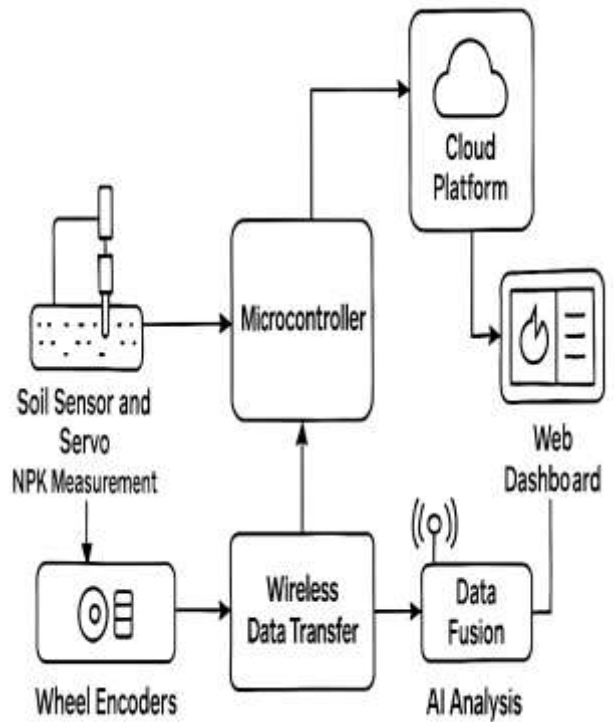 Cloud
Platform
Microcontroller
Soil Sensor and
Servo
NPK Measurement
Web
Dashboard
Wireless
Data Transfer
Data
Fusion
Wheel Encoders
AI Analysis